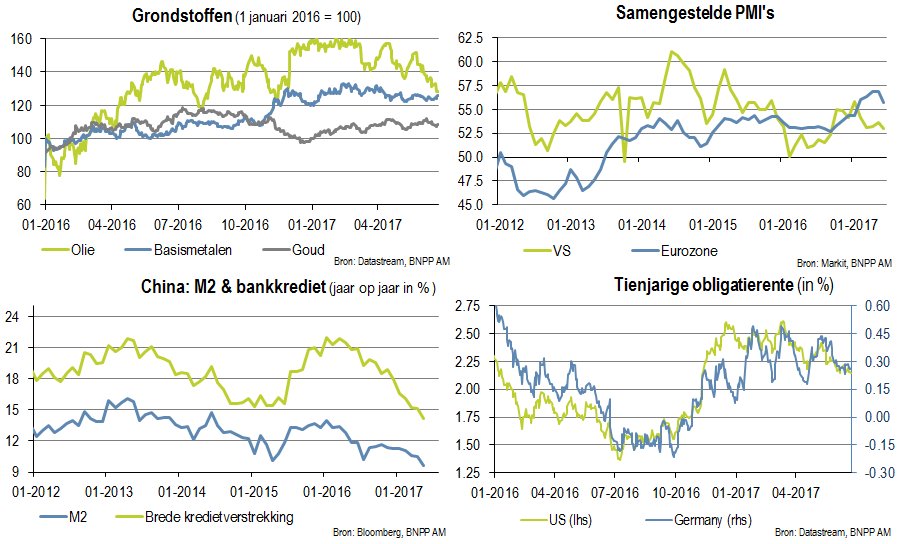 Grondstoffen (1 januari 2016 = 100)
160
140
120
100
80
60
01-2016 04-2016 07-2016 10-2016 01-2017 04-2017
Olie Basismetalen Goud
Bron: Datastream, BNPP AM
Samengestelde PMI's
62.5
60.0
57.5
55.0
52.5
50.0
47.5
45.0
01-2012 01-2013 01-2014 01-2015 01-2016 01-2017
VS Eurozone
Bron: Markit, BNPP AM
China: M2 & bankkrediet (jaar op jaar in %)
24
21
18
15
12
9
01-2012 01-2013 01-2014 01-2015 01-2016 01-2017
M2 Brede kredietverstrekking
Bron: Bloomberg, BNPP AM
Tienjarige obligatierente (in %)
2.75 0.60
2.50 0.45
2.25 0.30
2.00 0.15
1.75 0.00
1.50 -0.15
1.25 -0.30
01-2016 04-2016 07-2016 10-2016 01-2017 04-2017
US (lhs) Germany (rhs)
Bron: Datastream, BNPP AM